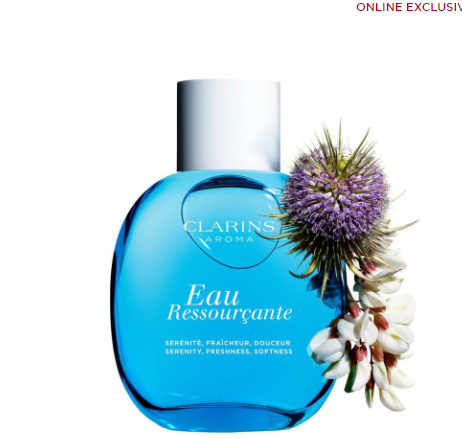 ONLINE EXCLUSIV
CLARINS
AROMA
Eau
Ressourçante
SÉRÉNITÉ, FRAÎCHEUR, DOUCEUR
SERENITY, FRESHNESS, SOFTNESS